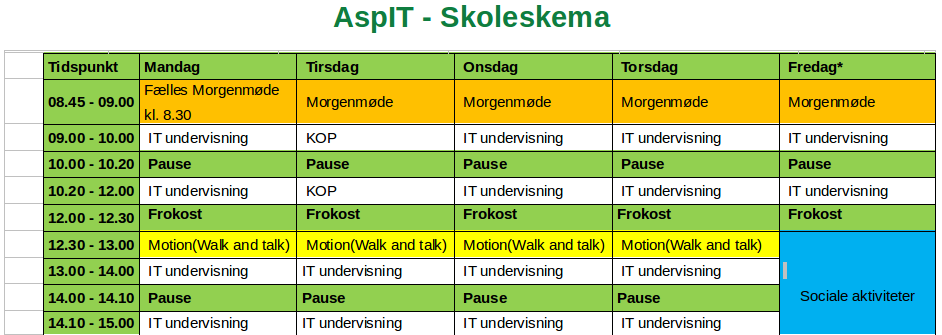 AspIT - Skoleskema
Tidspunkt Mandag Tirsdag Onsdag Torsdag Fredag*
08.45 - 09.00 Fælles Morgenmøde kl. 8.30 Morgenmøde Morgenmøde Morgenmøde Morgenmøde
09.00 - 10.00 IT undervisning KOP IT undervisning IT undervisning IT undervisning
10.00 - 10.20 Pause Pause Pause Pause Pause
10.20 - 12.00 IT undervisning KOP IT undervisning IT undervisning IT undervisning
12.00 - 12.30 Frokost Frokost Frokost Frokost Frokost
12.30 - 13.00 Motion(Walk and talk) Motion(Walk and talk) Motion(Walk and talk) Motion(Walk and talk)
13.00 - 14.00 IT undervisning IT undervisning IT undervisning IT undervisning
14.00 - 14.10 Pause Pause Pause Pause Sociale aktiviteter
14.10 - 15.00 IT undervisning IT undervisning IT undervisning IT undervisning